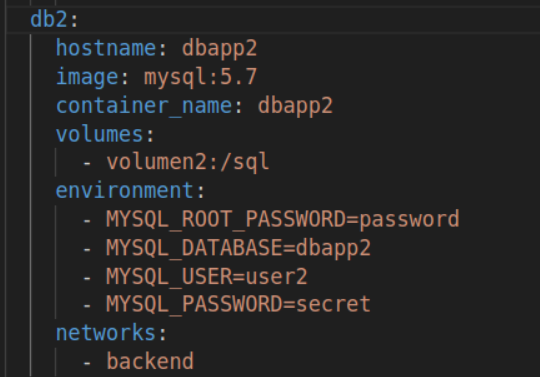 db2:
hostname: dbapp2
image: mysql:5.7
container_name: dbapp2
volumes:
- volumen2:/sql
environment:
- MYSQL_ROOT_PASSWORD=password
- MYSQL_DATABASE=dbapp2
- MYSQL_USER=user2
- MYSQL_PASSWORD=secret
networks:
- backend